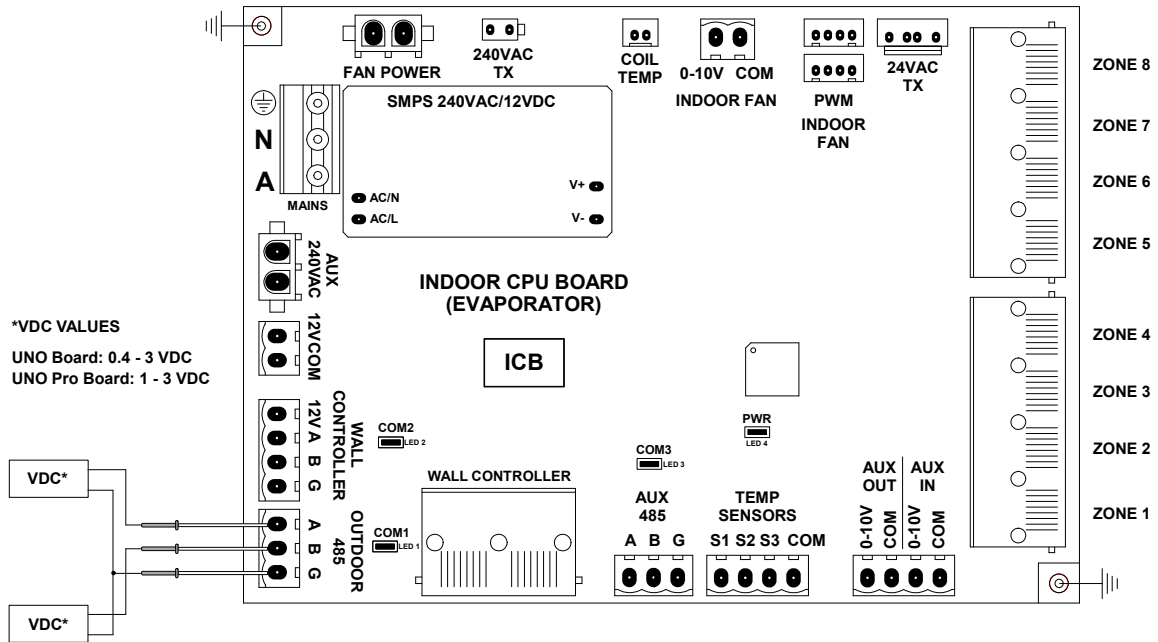 FAN POWER
240VAC
TX
COIL
TEMP
0-10V COM
INDOOR FAN
PWM
INDOOR
FAN
24VAC
TX
ZONE 8
ZONE 7
ZONE 6
ZONE 5
ZONE 4
ZONE 3
ZONE 2
ZONE 1
N
A
MAINS
SMPS 240VAC/12VDC
AC/N
AC/L
V+
V-
AUX
240VAC
INDOOR CPU BOARD
(EVAPORATOR)
ICB
12V COM
*VDC VALUES
UNO Board: 0.4 - 3 VDC
UNO Pro Board: 1 - 3 VDC
WALL
CONTROLLER
12V A B G
COM2
LED 2
PWR
LED 4
COM3
LED 3
VDC*
VDC*
OUTDOOR
485
A B G
COM1
LED 1
WALL CONTROLLER
AUX
485
A B G
TEMP
SENSORS
S1 S2 S3 COM
AUX
OUT
AUX
IN
0-10V
COM
0-10V
COM